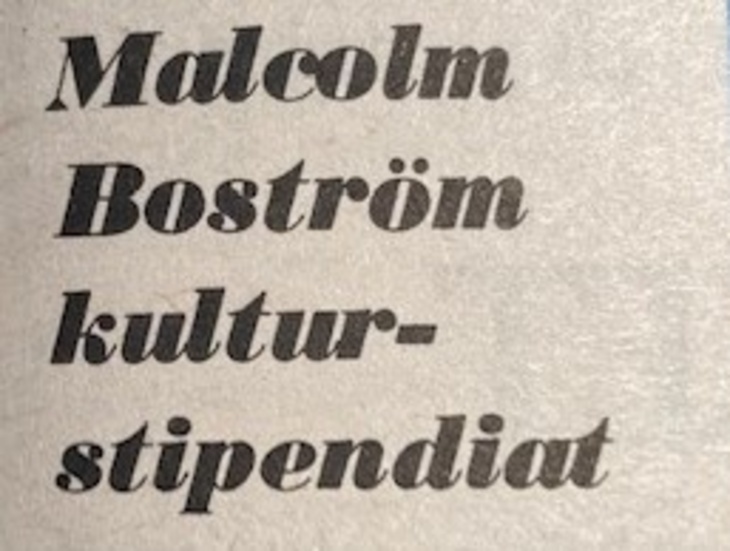 Malcolm
Boström
kultur-
stipendiat